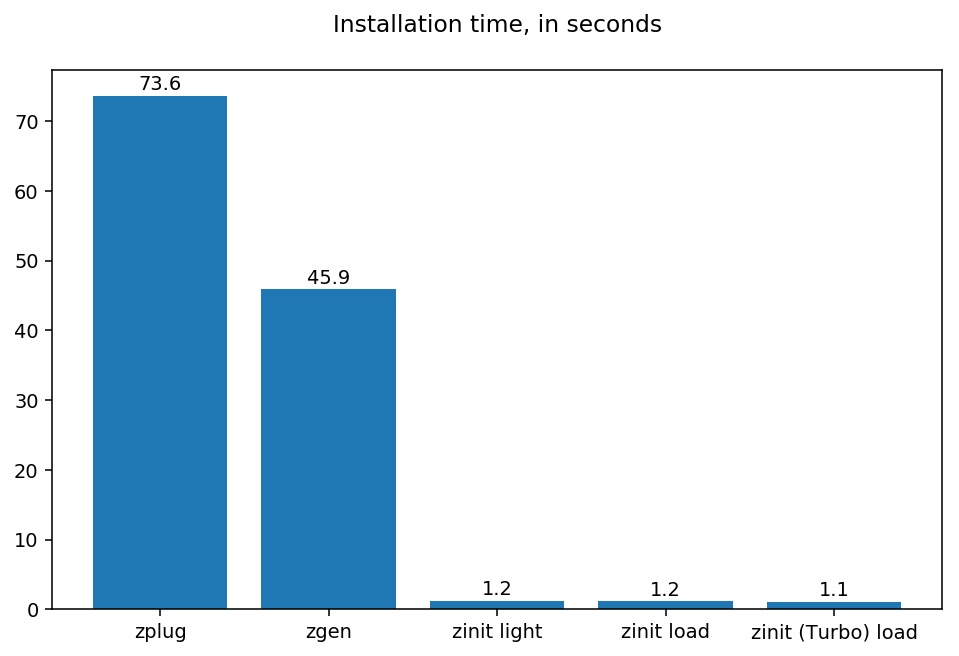 Installation time, in seconds
73.6
70
60
50
45.9
40
30
20
10
1.2
1.2
1.1
0
zplug
zgen
zinit light
zinit load
zinit (Turbo) load